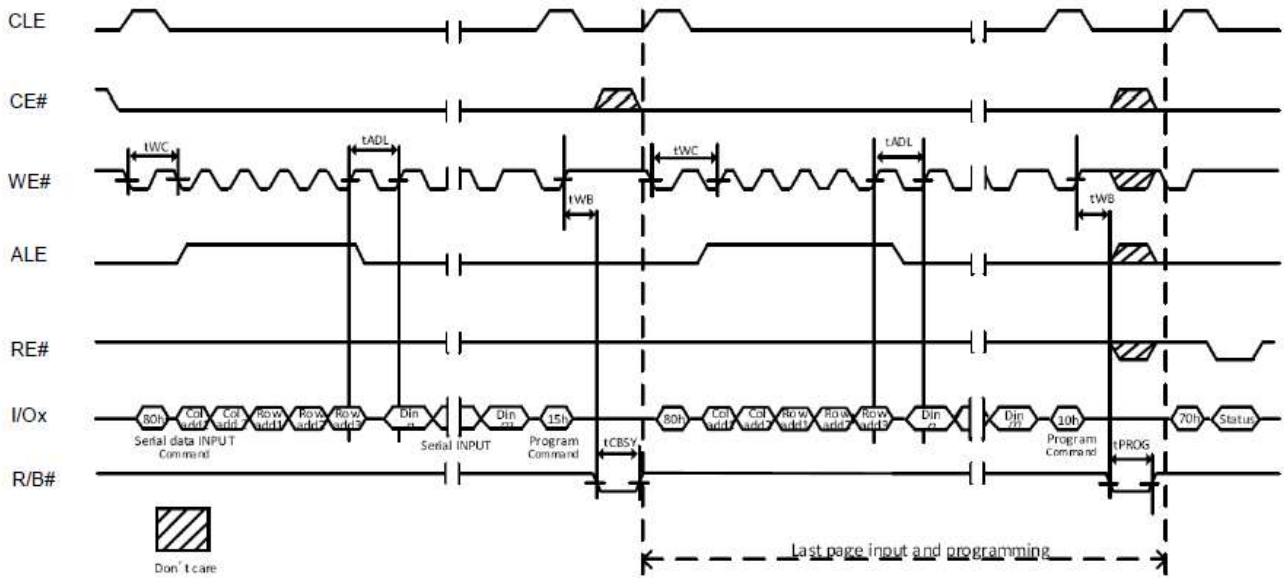 CLE
CE#
tWC
tADL
tWC
tADL
WE#
tWB
tWB
ALE
RE#
I/Ox
80h
Col
add1
Col
add2
Row
add1
Row
add2
Row
add3
Din
n
Din
m
15h
80h
Col
add1
Col
add2
Row
add1
Row
add2
Row
add3
Din
n
Din
m
10h
70h
Status
Serial data INPUT
Command
Serial INPUT
Program
Command
Program
Command
tCBSY
tPROG
R/B#
Last page input and programming
Don't care